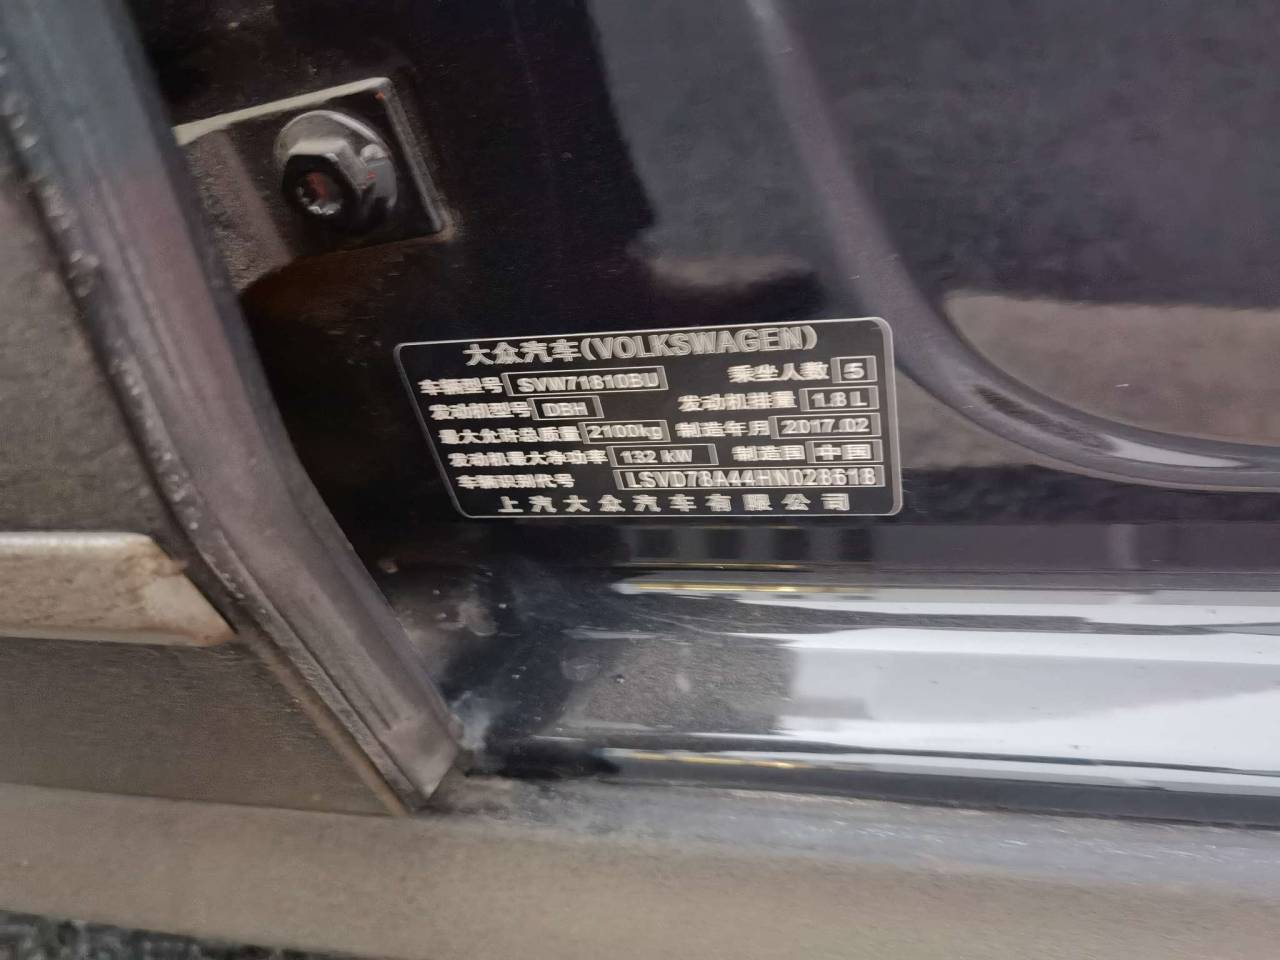 大众汽车(VOLKSWAGEN)
车辆型号 SVW71810BU 乘坐人数 5
发动机型号 DBH 发动机排量 1.8 L
最大允许总质量 2100kg 制造年月 2017.02
发动机最大净功率 132 kW 制造国 中国
车辆识别代号 LSVD78A44HN028618
上汽大众汽车有限公司